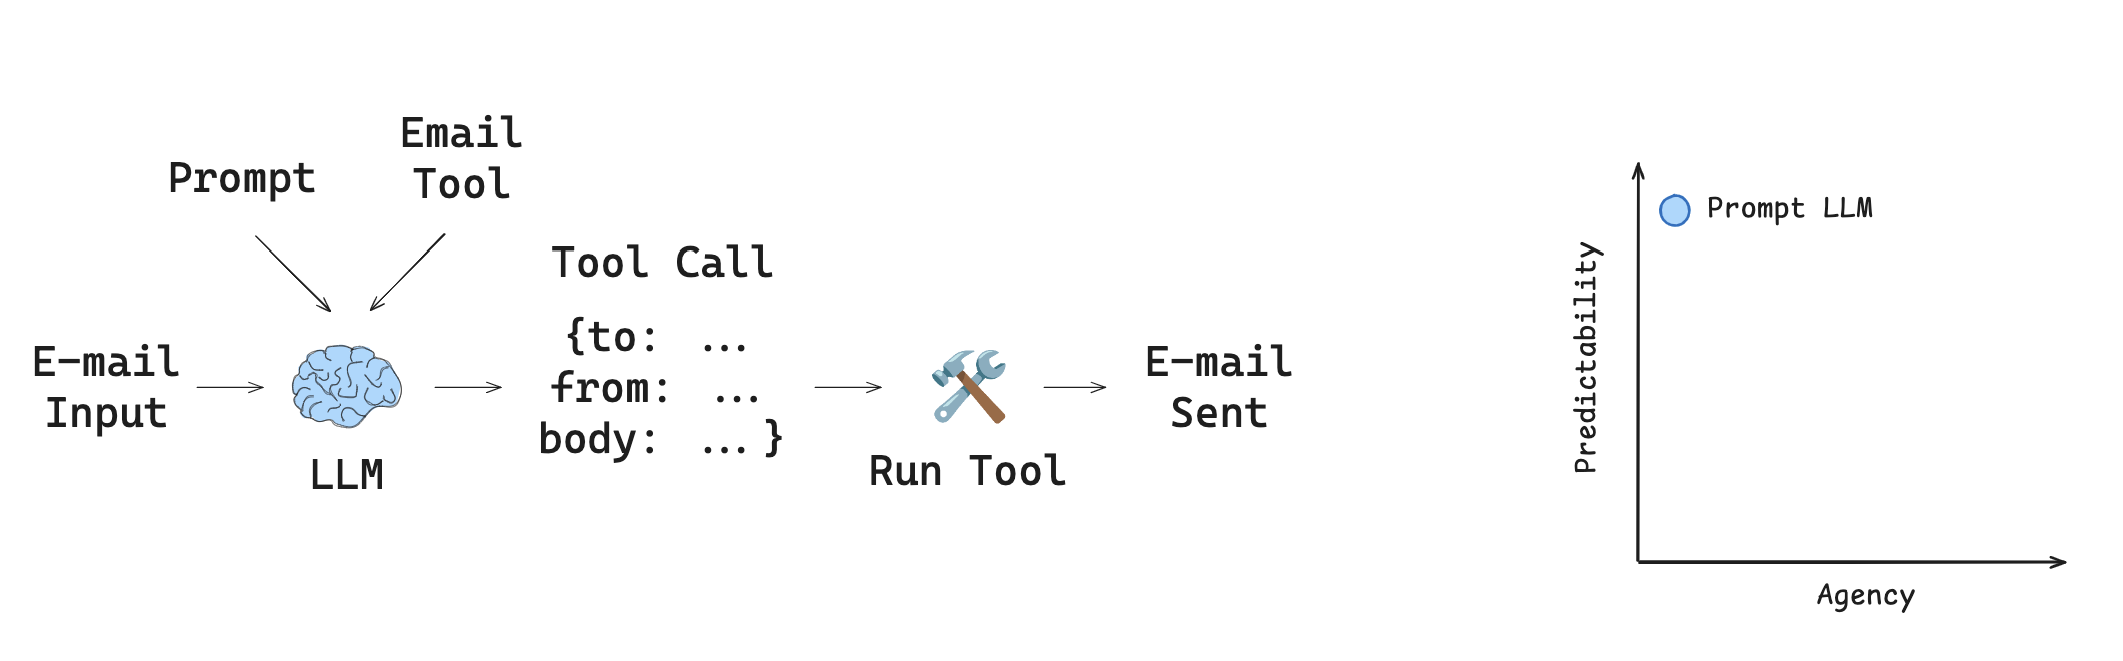 Email
Tool
Prompt
Tool Call
{to: ...
from: ...
body: ... }
E-mail
Input
LLM
Run Tool
E-mail
Sent
Prompt LLM
Predictability
Agency